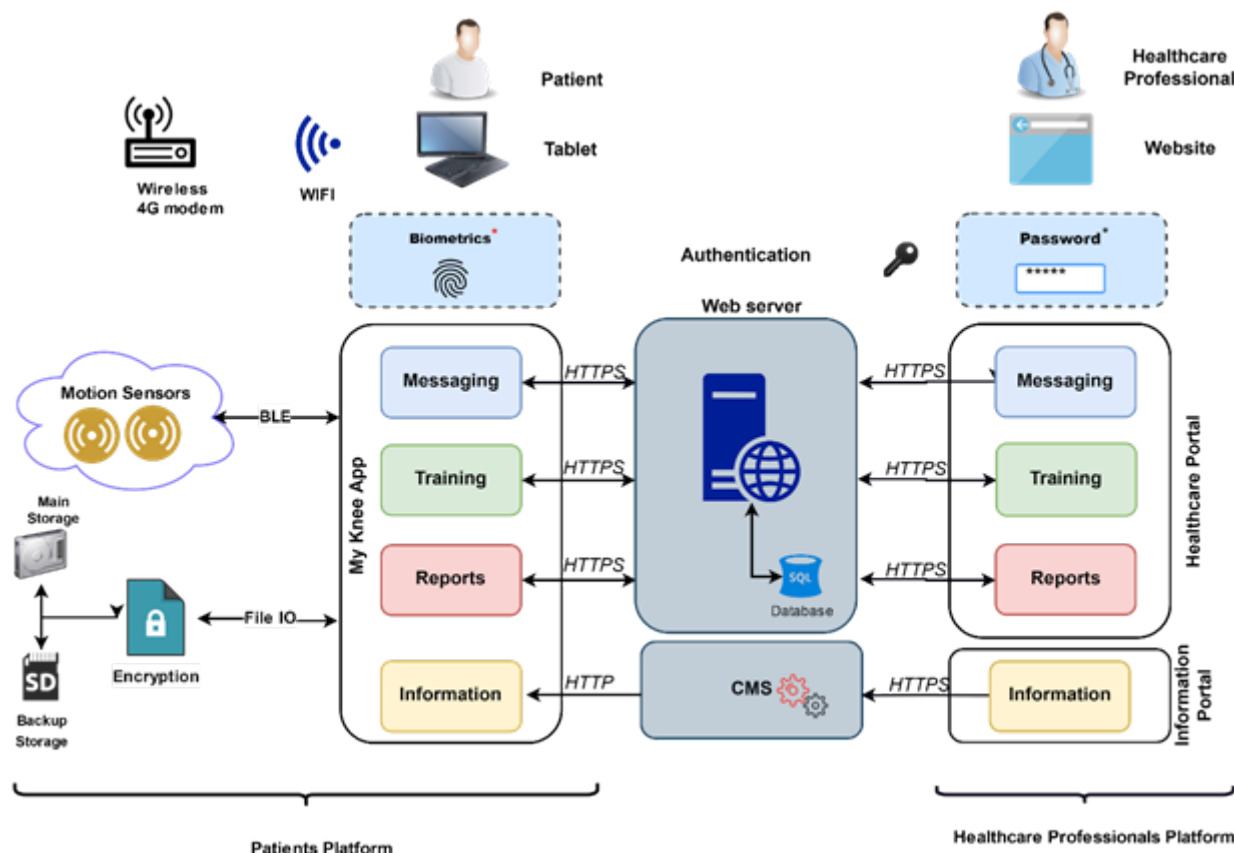 Patient
Healthcare
Professional
Tablet
Website
Wireless
4G modem
WIFI
Biometrics*
Authentication
Password*
*****
Web server
Motion Sensors
BLE
My Knee App
Messaging
HTTPS
HTTPS
Messaging
Training
HTTPS
HTTPS
Training
Healthcare Portal
Main
Storage
Reports
HTTPS
SQL
Database
HTTPS
Reports
File IO
Encryption
SD
Backup
Storage
Information
HTTP
CMS
HTTPS
Information
Information
Portal
Patients Platform
Healthcare Professionals Platform